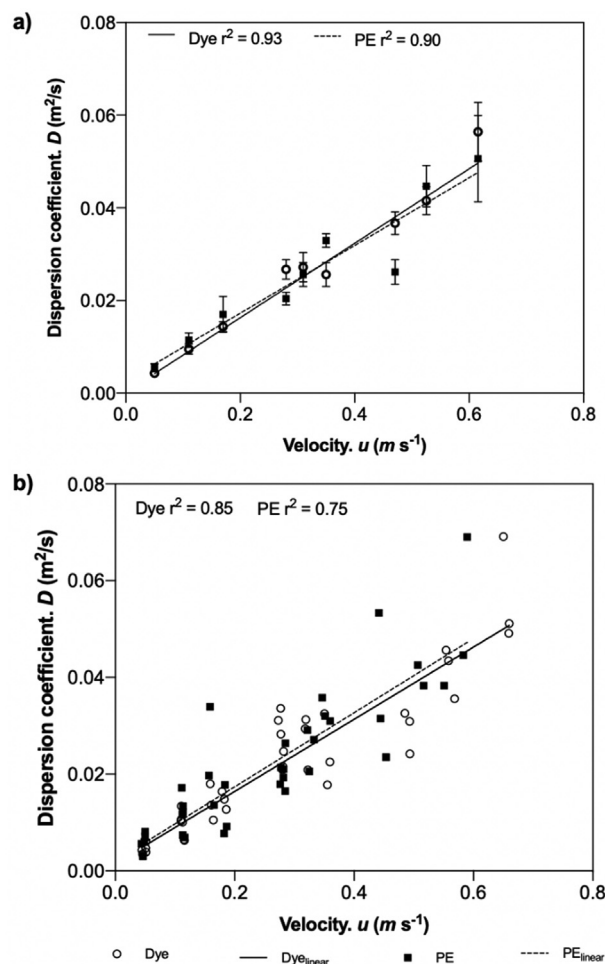 a)
Dye r² = 0.93 PE r² = 0.90
0.08
0.06
0.04
0.02
0.00
Dispersion coefficient. D (m²/s)
0.0 0.2 0.4 0.6 0.8
Velocity. u (m s⁻¹)
b)
Dye r² = 0.85 PE r² = 0.75
0.08
0.06
0.04
0.02
0.00
Dispersion coefficient. D (m²/s)
0.0 0.2 0.4 0.6 0.8
Velocity. u (m s⁻¹)
Dye Dye_linear PE PE_linear